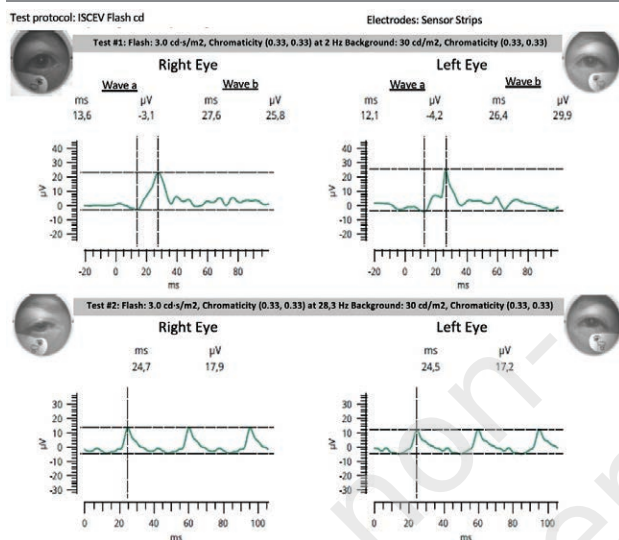 Test protocol: ISCEV Flash cd
Electrodes: Sensor Strips
Test #1: Flash: 3.0 cd·s/m2, Chromaticity (0.33, 0.33) at 2 Hz Background: 30 cd/m2, Chromaticity (0.33, 0.33)
Right Eye
Left Eye
Wave a
Wave b
Wave a
Wave b
ms µV ms µV
13,6 -3,1 27,6 25,8
ms µV ms µV
12,1 -4,2 26,4 29,9
µV
40
30
20
10
0
-10
-20
-20 0 20 40 60 80
ms
µV
40
30
20
10
0
-10
-20
-20 0 20 40 60 80
ms
Test #2: Flash: 3.0 cd·s/m2, Chromaticity (0.33, 0.33) at 28,3 Hz Background: 30 cd/m2, Chromaticity (0.33, 0.33)
Right Eye
Left Eye
ms µV
24,7 17,9
ms µV
24,5 17,2
µV
30
20
10
0
-10
-20
-30
0 20 40 60 80 100
ms
µV
30
20
10
0
-10
-20
-30
0 20 40 60 80 100
ms
non-